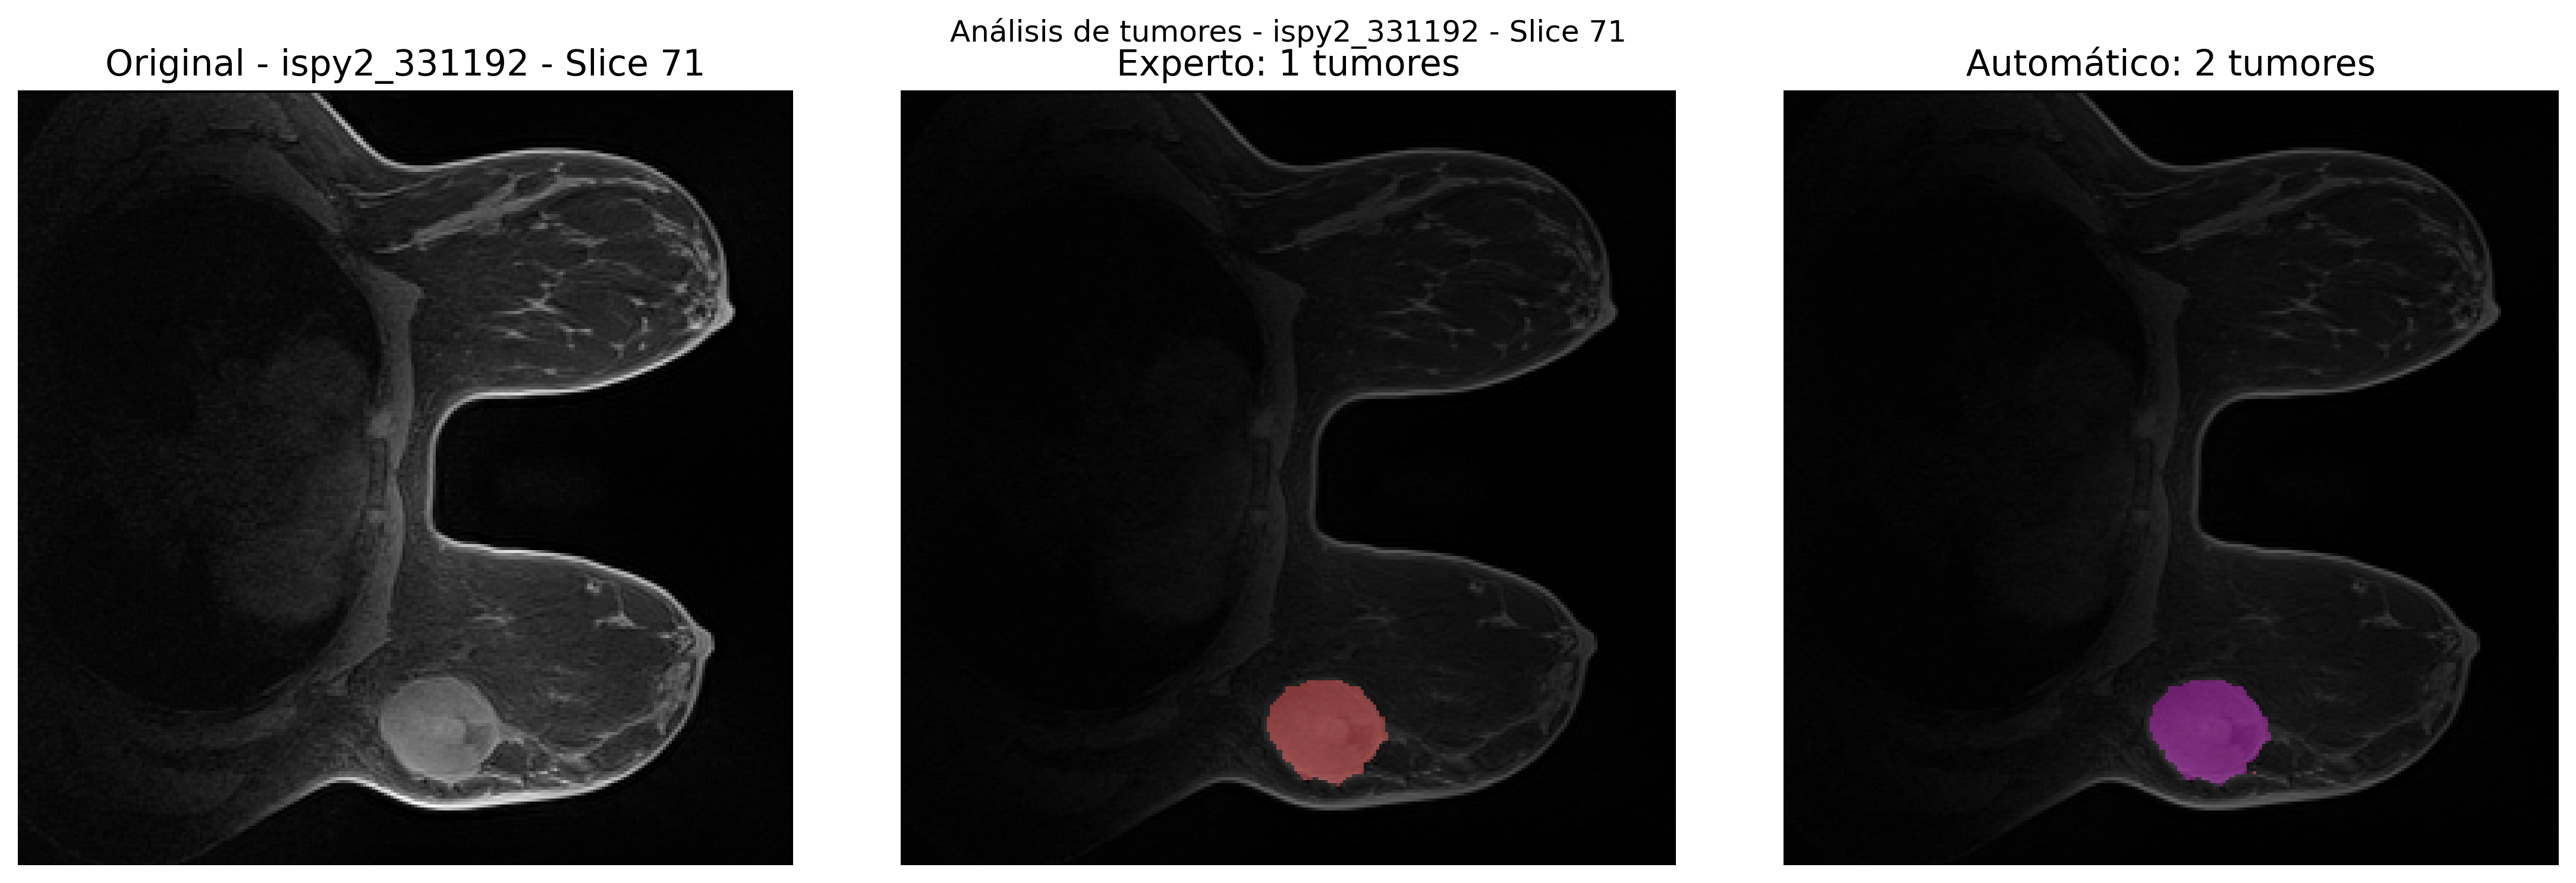 Análisis de tumores - ispy2_331192 - Slice 71
Original - ispy2_331192 - Slice 71
Experto: 1 tumores
Automático: 2 tumores